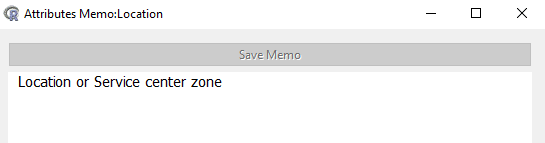 Attributes Memo:Location
Save Memo
Location or Service center zone